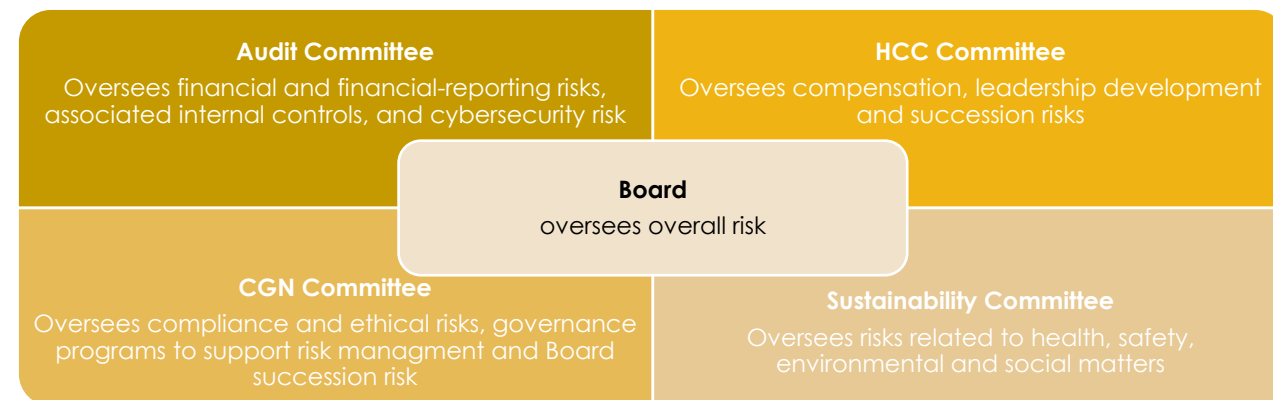 Audit Committee
Oversees financial and financial-reporting risks,
associated internal controls, and cybersecurity risk
HCC Committee
Oversees compensation, leadership development
and succession risks
Board
oversees overall risk
CGN Committee
Oversees compliance and ethical risks, governance
programs to support risk managment and Board
succession risk
Sustainability Committee
Oversees risks related to health, safety,
environmental and social matters